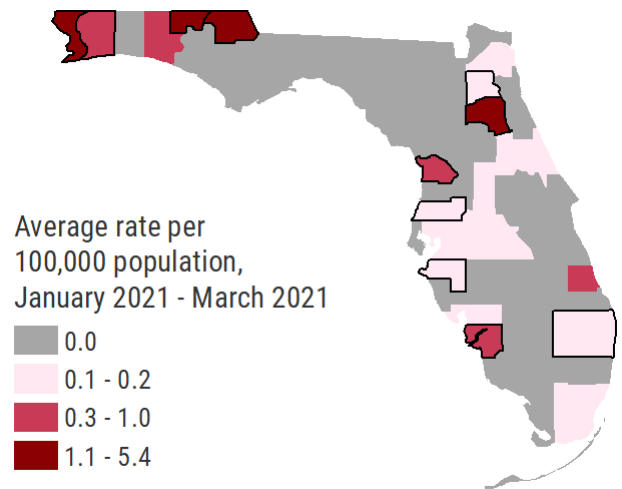 Average rate per
100,000 population,
January 2021 - March 2021
0.0
0.1 - 0.2
0.3 - 1.0
1.1 - 5.4